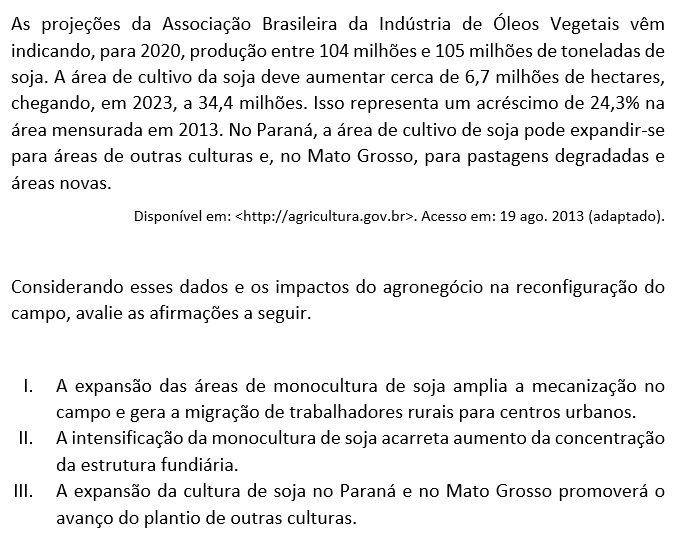 As projeções da Associação Brasileira da Indústria de Óleos Vegetais vêm
indicando, para 2020, produção entre 104 milhões e 105 milhões de toneladas de
soja. A área de cultivo da soja deve aumentar cerca de 6,7 milhões de hectares,
chegando, em 2023, a 34,4 milhões. Isso representa um acréscimo de 24,3% na
área mensurada em 2013. No Paraná, a área de cultivo de soja pode expandir-se
para áreas de outras culturas e, no Mato Grosso, para pastagens degradadas e
áreas novas.
Disponível em: <http://agricultura.gov.br>. Acesso em: 19 ago. 2013 (adaptado).
Considerando esses dados e os impactos do agronegócio na reconfiguração do
campo, avalie as afirmações a seguir.
I. A expansão das áreas de monocultura de soja amplia a mecanização no
campo e gera a migração de trabalhadores rurais para centros urbanos.
II. A intensificação da monocultura de soja acarreta aumento da concentração
da estrutura fundiária.
III. A expansão da cultura de soja no Paraná e no Mato Grosso promoverá o
avanço do plantio de outras culturas.